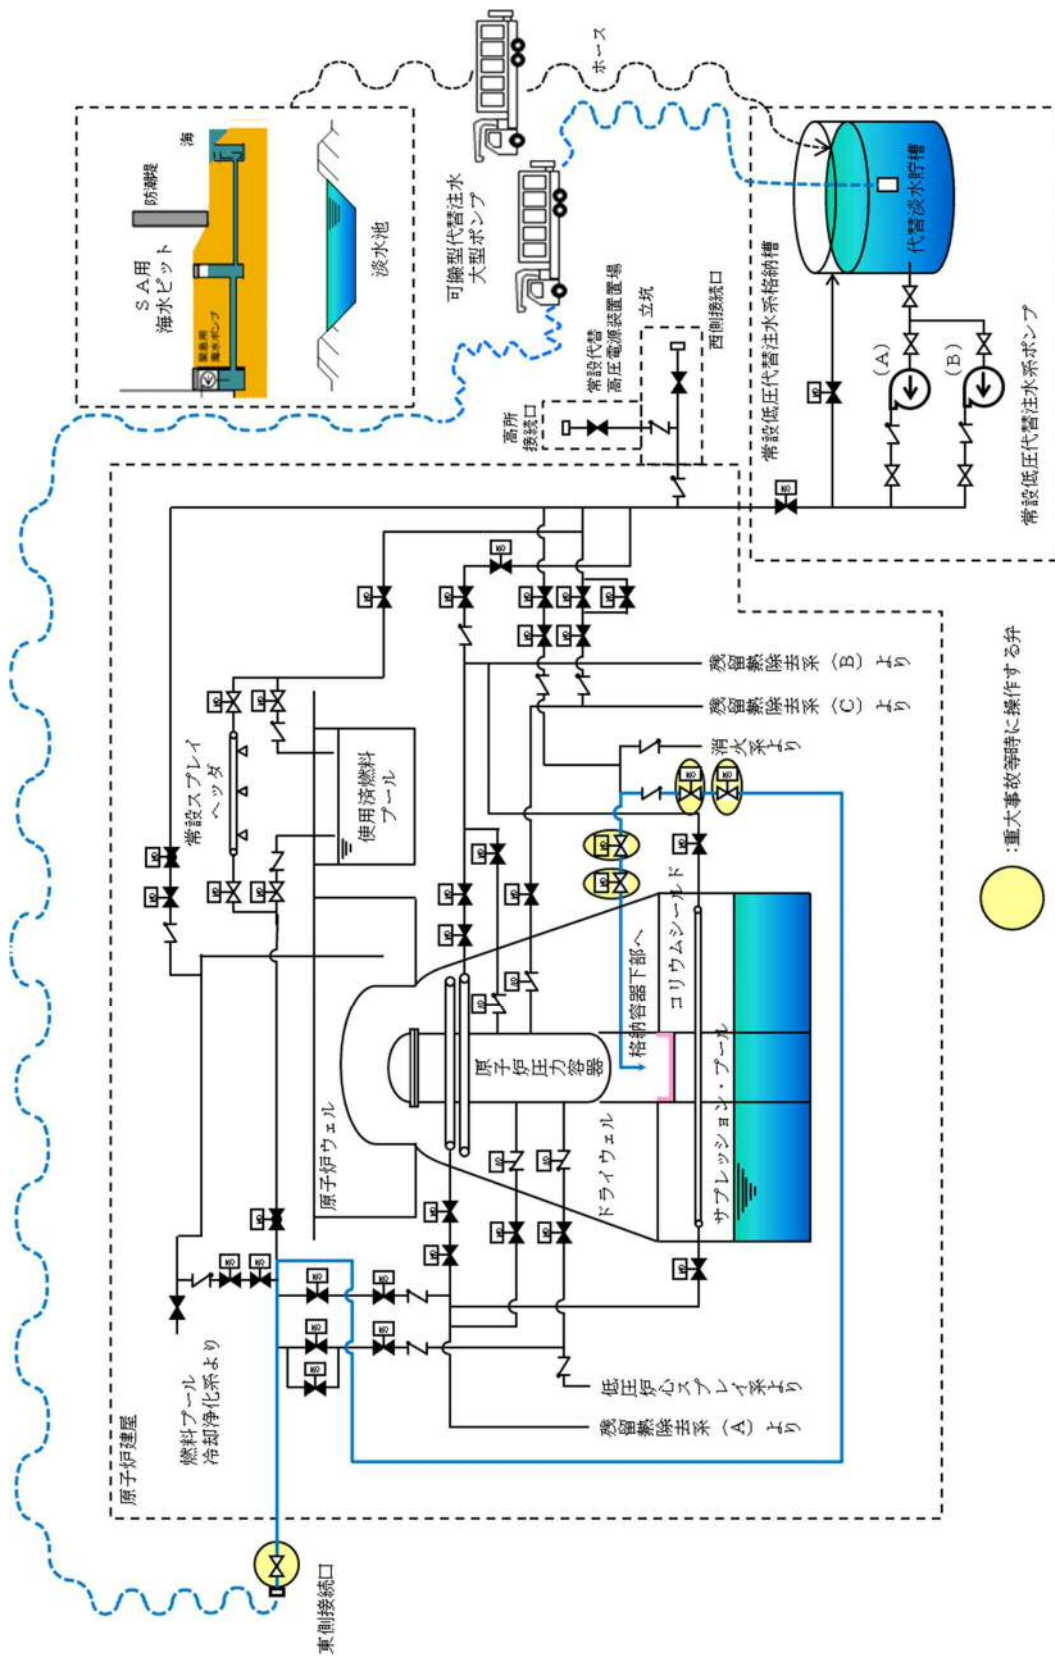 ＳＡ用
海水ピット
防潮堤
海
緊急用
海水ポンプ
淡水池
可搬型代替注水
大型ポンプ
ホース
常設代替
高圧電源装置置場
高所
接続口
立坑
西側接続口
常設低圧代替注水系格納槽
代替淡水貯槽
(A)
(B)
常設低圧代替注水系ポンプ
原子炉建屋
燃料プール
冷却浄化系より
東側接続口
常設スプレイ
ヘッダ
使用済燃料
プール
原子炉ウェル
原子炉圧力容器
格納容器下部へ
コリウムシールド
ドライウェル
サプレッション・プール
残留熱除去系（B）より
残留熱除去系（C）より
消火系より
低圧炉心スプレイ系より
残留熱除去系（A）より
:重大事故等時に操作する弁